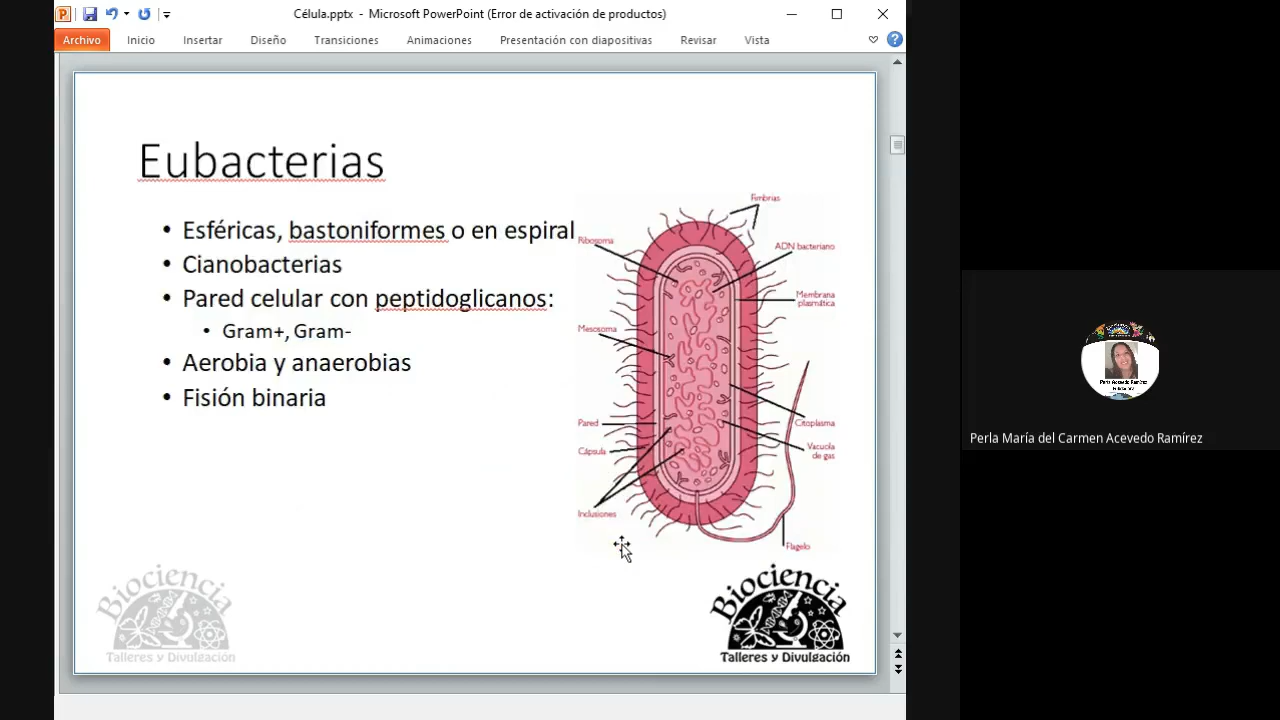 Célula.pptx - Microsoft PowerPoint (Error de activación de productos)
Archivo Inicio Insertar Diseño Transiciones Animaciones Presentación con diapositivas Revisar Vista
Eubacterias
• Esféricas, bastoniformes o en espiral
• Cianobacterias
• Pared celular con peptidoglicanos:
• Gram+, Gram-
• Aerobia y anaerobias
• Fisión binaria
Fimbrias
Ribosoma
ADN bacteriano
Membrana
plasmática
Mesosoma
Pared
Citoplasma
Cápsula
Vacuola
de gas
Inclusiones
Flagelo
Biociencia
Talleres y Divulgación
Biociencia
Talleres y Divulgación
Perla María del Carmen Acevedo Ramírez